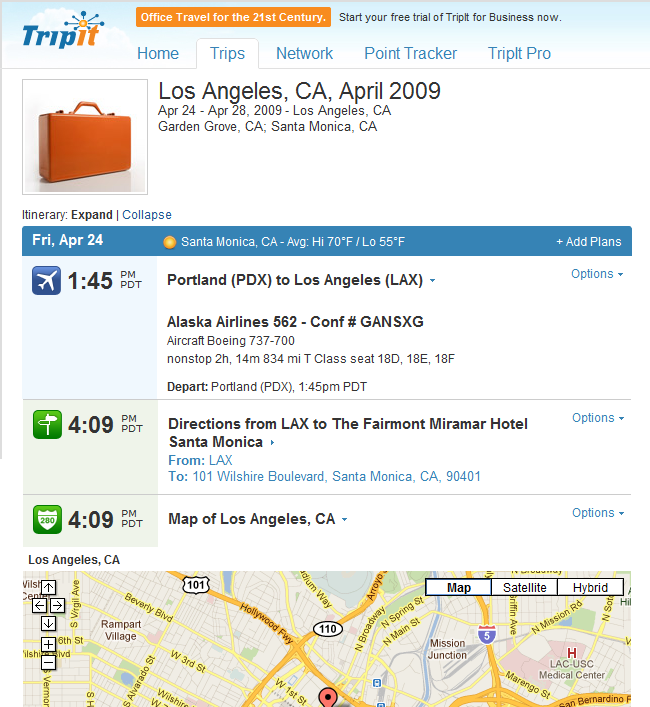 Tripit
Office Travel for the 21st Century. Start your free trial of TripIt for Business now.
Home Trips Network Point Tracker TripIt Pro
Los Angeles, CA, April 2009
Apr 24 - Apr 28, 2009 - Los Angeles, CA
Garden Grove, CA; Santa Monica, CA
Itinerary: Expand | Collapse
Fri, Apr 24 Santa Monica, CA - Avg: Hi 70°F / Lo 55°F + Add Plans
1:45 PM PDT Portland (PDX) to Los Angeles (LAX) Options
Alaska Airlines 562 - Conf # GANSXG
Aircraft Boeing 737-700
nonstop 2h, 14m 834 mi T Class seat 18D, 18E, 18F
Depart: Portland (PDX), 1:45pm PDT
4:09 PM PDT Directions from LAX to The Fairmont Miramar Hotel Options
Santa Monica
From: LAX
To: 101 Wilshire Boulevard, Santa Monica, CA, 90401
280 4:09 PM PDT Map of Los Angeles, CA Options
Los Angeles, CA
Map Satellite Hybrid
101
S Virgil Ave
Beverly Blvd
Hollywood Fwy
Arroyo
N Broadway
N Spring St
N Main St
110
5
N Mission Rd
Rampart
Village
Mission
Junction
H
LAC-USC
Medical Center
6th St
W 3rd St
S Alvarado St
Wilshire
W 1st St
Marengo St
San Bernardino F
S Vermo